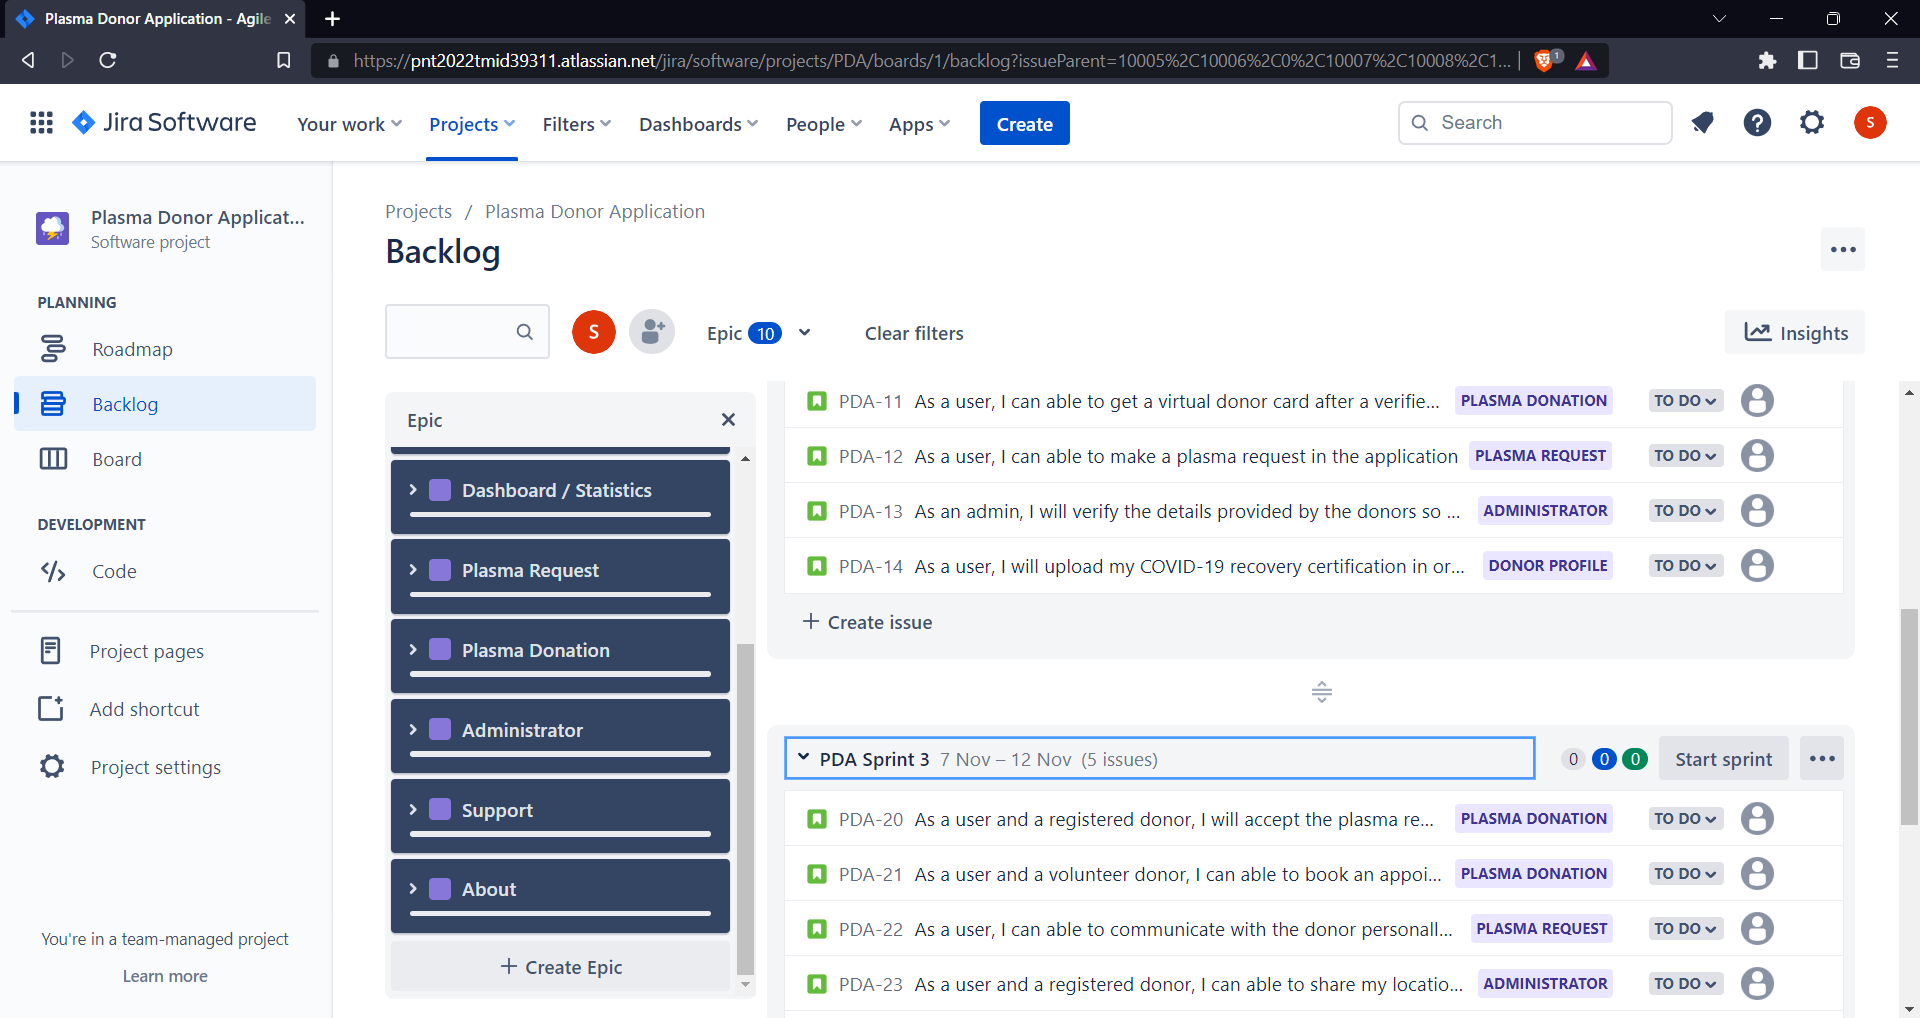 Plasma Donor Application - Agile
https://pnt2022tmid39311.atlassian.net/jira/software/projects/PDA/boards/1/backlog?issueParent=10005%2C10006%2C0%2C10007%2C10008%2C1...
1
Jira Software
Your work
Projects
Filters
Dashboards
People
Apps
Create
Search
S
Plasma Donor Applicat...
Software project
PLANNING
Roadmap
Backlog
Board
DEVELOPMENT
Code
Project pages
Add shortcut
Project settings
You're in a team-managed project
Learn more
Projects / Plasma Donor Application
Backlog
S
Epic 10
Clear filters
Insights
Epic
Dashboard / Statistics
Plasma Request
Plasma Donation
Administrator
Support
About
+ Create Epic
PDA-11 As a user, I can able to get a virtual donor card after a verifie... PLASMA DONATION TO DO
PDA-12 As a user, I can able to make a plasma request in the application PLASMA REQUEST TO DO
PDA-13 As an admin, I will verify the details provided by the donors so ... ADMINISTRATOR TO DO
PDA-14 As a user, I will upload my COVID-19 recovery certification in or... DONOR PROFILE TO DO
+ Create issue
PDA Sprint 3 7 Nov – 12 Nov (5 issues) 0 0 0 Start sprint
PDA-20 As a user and a registered donor, I will accept the plasma re... PLASMA DONATION TO DO
PDA-21 As a user and a volunteer donor, I can able to book an appoi... PLASMA DONATION TO DO
PDA-22 As a user, I can able to communicate with the donor personall... PLASMA REQUEST TO DO
PDA-23 As a user and a registered donor, I can able to share my locatio... ADMINISTRATOR TO DO